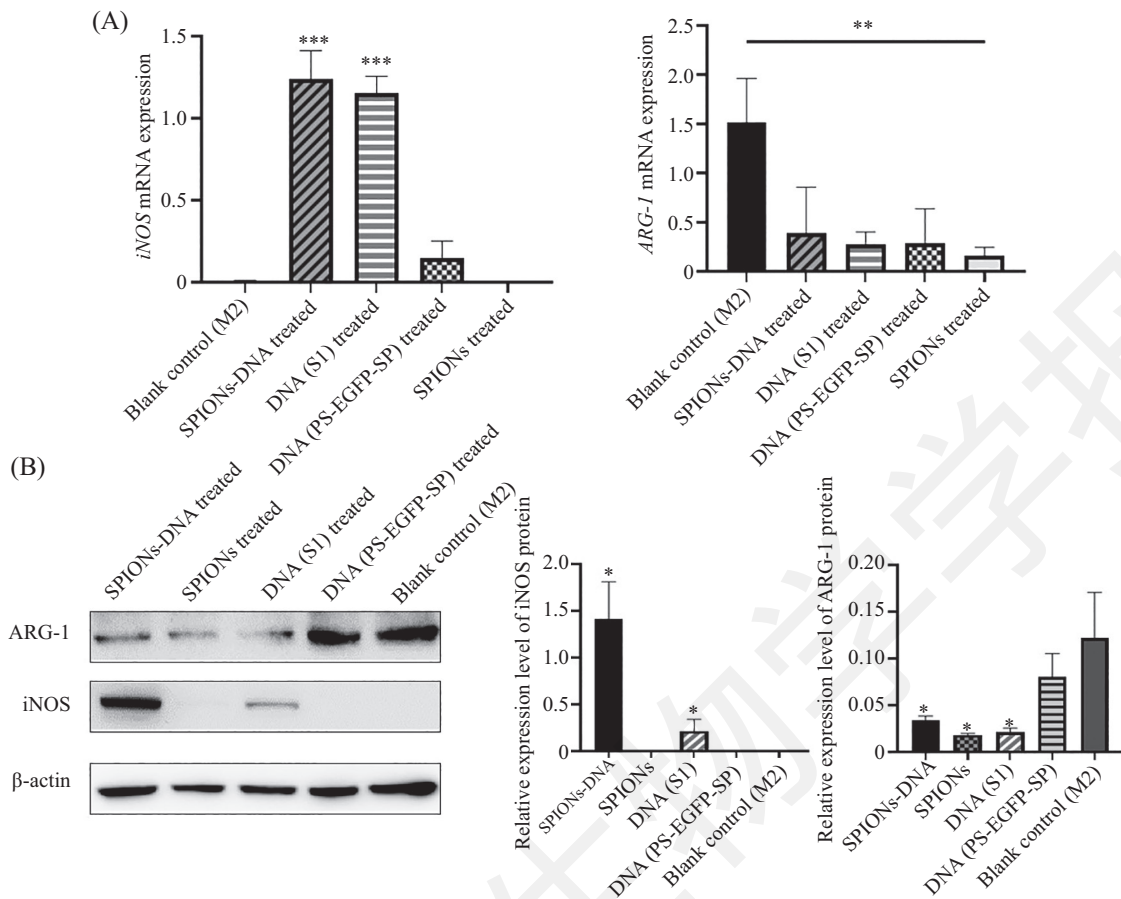 (A)
iNOS mRNA expression
1.5
1.0
0.5
0
***
***
Blank control (M2)
SPIONs-DNA treated
DNA (S1) treated
DNA (PS-EGFP-SP) treated
SPIONs treated
ARG-1 mRNA expression
2.5
2.0
1.5
1.0
0.5
0
**
Blank control (M2)
SPIONs-DNA treated
DNA (S1) treated
DNA (PS-EGFP-SP) treated
SPIONs treated
(B)
SPIONs-DNA treated
SPIONs treated
DNA (S1) treated
DNA (PS-EGFP-SP) treated
Blank control (M2)
ARG-1
iNOS
β-actin
Relative expression level of iNOS protein
2.0
1.5
1.0
0.5
0
*
*
SPIONs-DNA
SPIONs
DNA (S1)
DNA (PS-EGFP-SP)
Blank control (M2)
Relative expression level of ARG-1 protein
0.20
0.15
0.10
0.05
0
*
*
*
SPIONs-DNA
SPIONs
DNA (S1)
DNA (PS-EGFP-SP)
Blank control (M2)
生物学学报